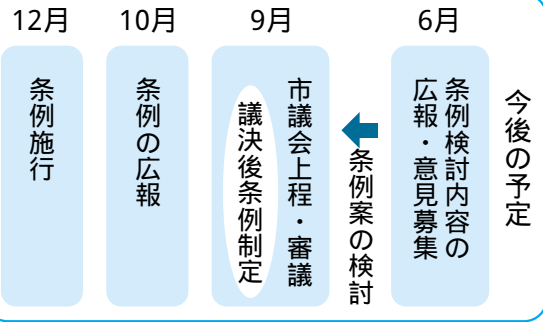 今後の予定
6月
条例検討内容の
広報・意見募集
条例案の検討
9月
市議会上程・審議
議決後条例制定
10月
条例の広報
12月
条例施行